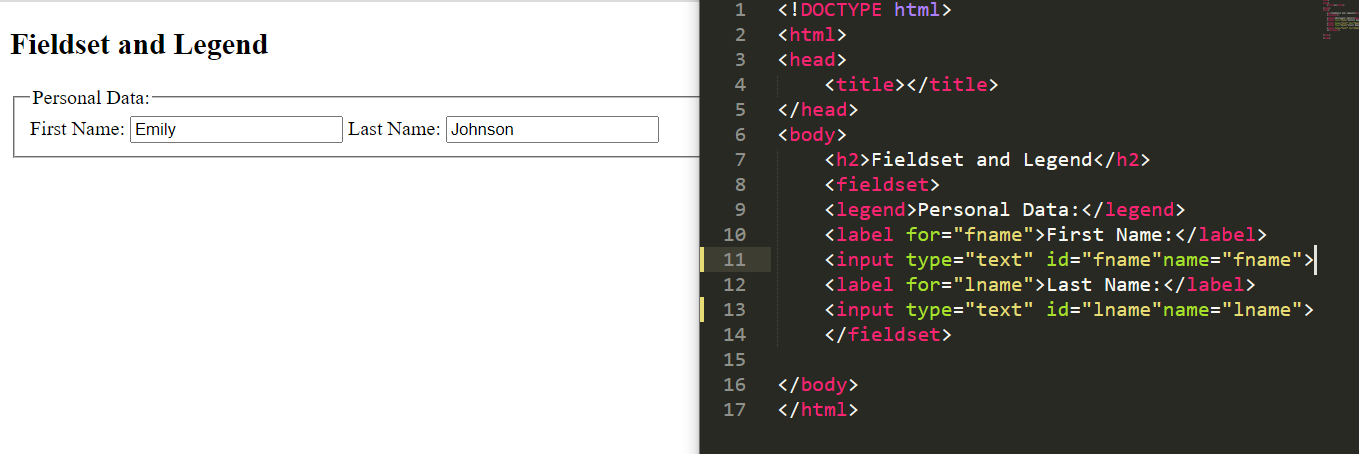 Fieldset and Legend
Personal Data:
First Name: Emily Last Name: Johnson
1 <!DOCTYPE html>
2 <html>
3 <head>
4     <title></title>
5 </head>
6 <body>
7     <h2>Fieldset and Legend</h2>
8     <fieldset>
9     <legend>Personal Data:</legend>
10     <label for="fname">First Name:</label>
11     <input type="text" id="fname"name="fname">
12     <label for="lname">Last Name:</label>
13     <input type="text" id="lname"name="lname">
14     </fieldset>
15
16 </body>
17 </html>